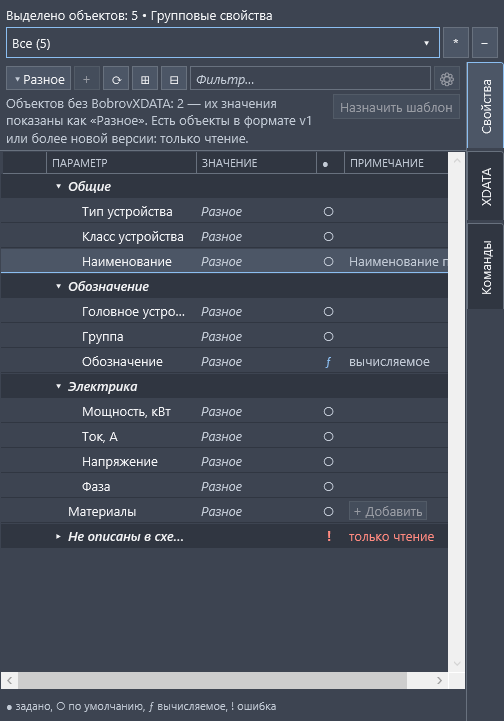 Выделено объектов: 5 • Групповые свойства
Все (5) ▾ * −
▾ Разное + ⟳ ⊞ ⊟ Фильтр...
Объектов без BobrovXDATA: 2 — их значения
показаны как «Разное». Есть объекты в формате v1
или более новой версии: только чтение.
Назначить шаблон
ПАРАМЕТР ЗНАЧЕНИЕ ● ПРИМЕЧАНИЕ
▾ Общие
Тип устройства Разное ○
Класс устройства Разное ○
Наименование Разное ○ Наименование п
▾ Обозначение
Головное устро... Разное ○
Группа Разное ○
Обозначение Разное ƒ вычисляемое
▾ Электрика
Мощность, кВт Разное ○
Ток, А Разное ○
Напряжение Разное ○
Фаза Разное ○
Материалы Разное ○ + Добавить
▸ Не описаны в схе... ! только чтение
● задано, ○ по умолчанию, ƒ вычисляемое, ! ошибка
Свойства
XDATA
Команды